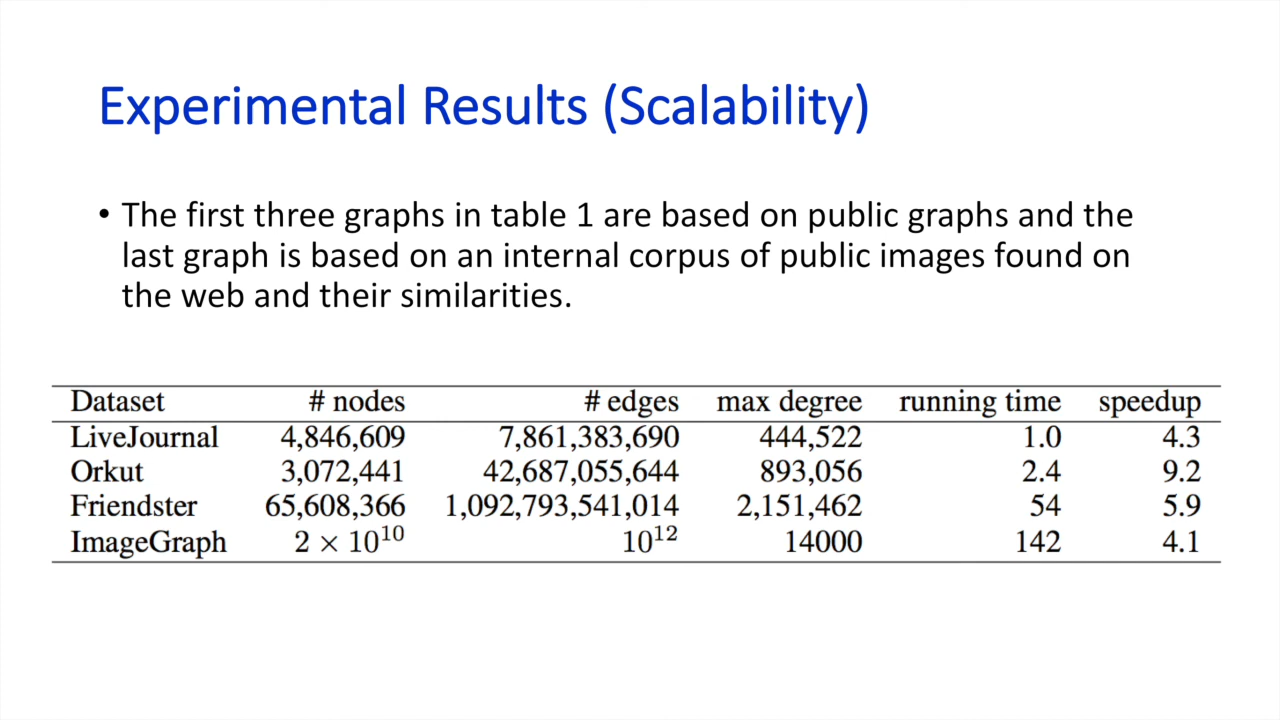 Experimental Results (Scalability)
• The first three graphs in table 1 are based on public graphs and the
last graph is based on an internal corpus of public images found on
the web and their similarities.
Dataset # nodes # edges max degree running time speedup
LiveJournal 4,846,609 7,861,383,690 444,522 1.0 4.3
Orkut 3,072,441 42,687,055,644 893,056 2.4 9.2
Friendster 65,608,366 1,092,793,541,014 2,151,462 54 5.9
ImageGraph 2 × 10¹⁰ 10¹² 14000 142 4.1